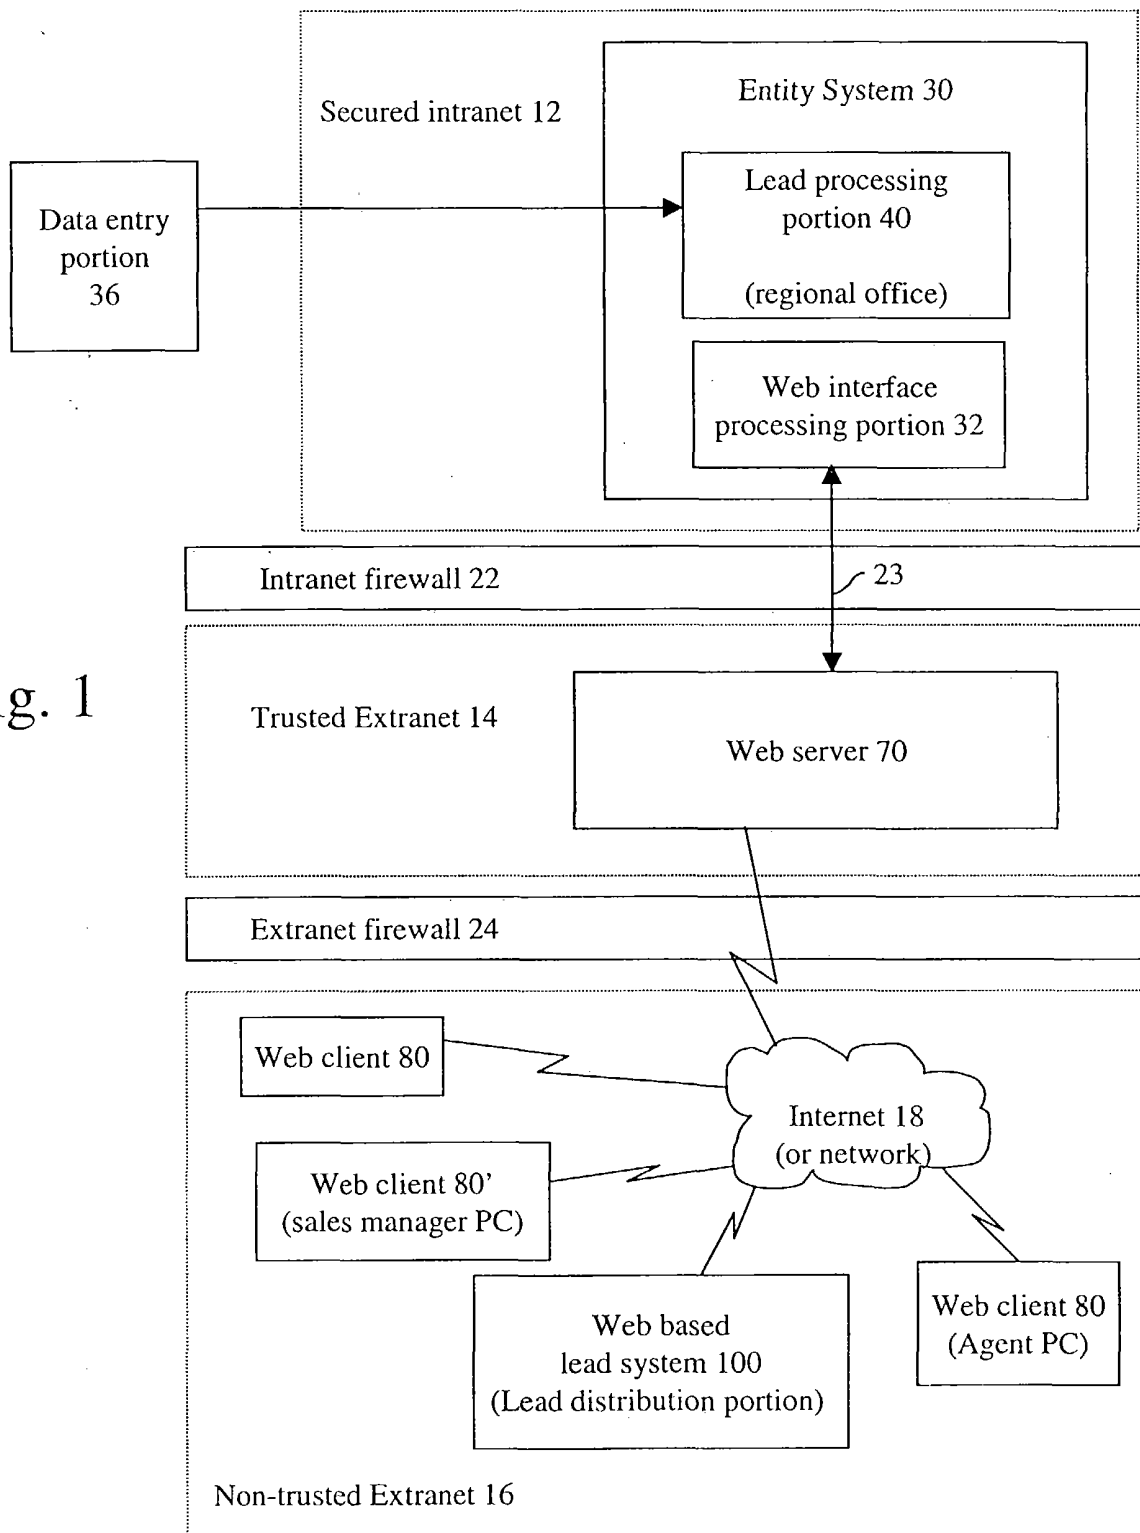 Secured intranet 12
Entity System 30
Lead processing
portion 40
(regional office)
Data entry
portion
36
Web interface
processing portion 32
Intranet firewall 22
23
g. 1
Trusted Extranet 14
Web server 70
Extranet firewall 24
Web client 80
Internet 18
(or network)
Web client 80’
(sales manager PC)
Web based
lead system 100
(Lead distribution portion)
Web client 80
(Agent PC)
Non-trusted Extranet 16